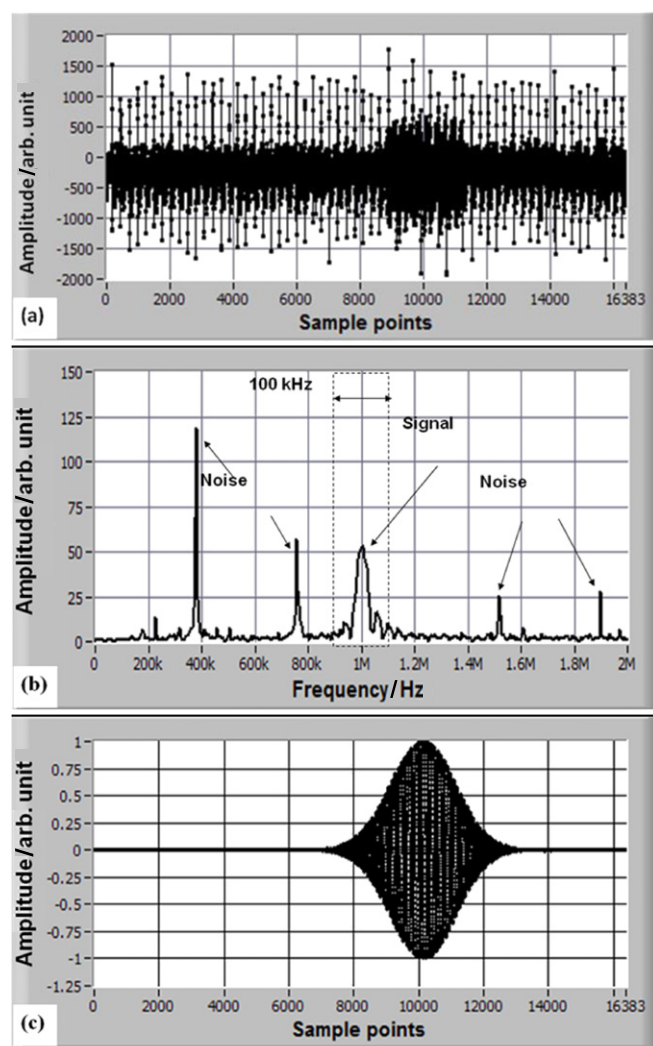 2000
1500
1000
500
0
-500
-1000
-1500
-2000
Amplitude/arb. unit
0 2000 4000 6000 8000 10000 12000 14000 16383
(a)
Sample points
150
125
100
75
50
25
0
Amplitude/arb. unit
100 kHz
Signal
Noise
Noise
0 200k 400k 600k 800k 1M 1.2M 1.4M 1.6M 1.8M 2M
(b)
Frequency/Hz
1
0.75
0.5
0.25
0
-0.25
-0.5
-0.75
-1
-1.25
Amplitude/arb. unit
0 2000 4000 6000 8000 10000 12000 14000 16383
(c)
Sample points